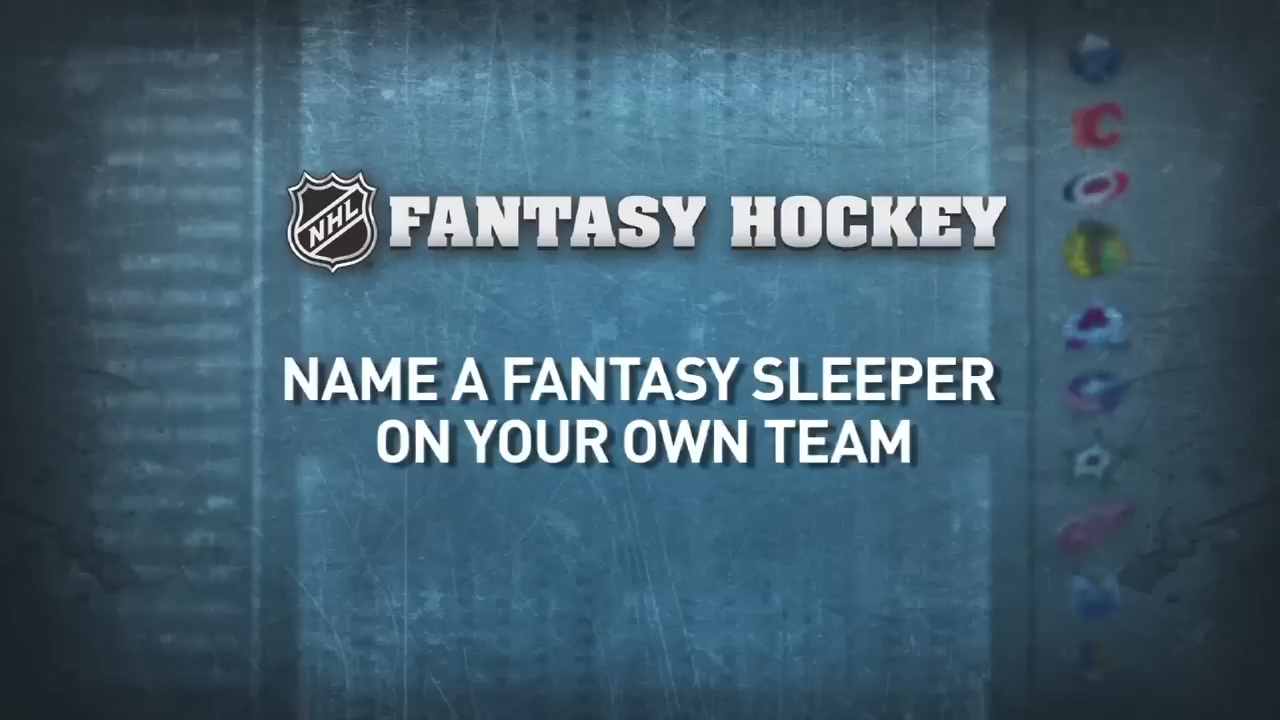 NHL FANTASY HOCKEY
NAME A FANTASY SLEEPER
ON YOUR OWN TEAM